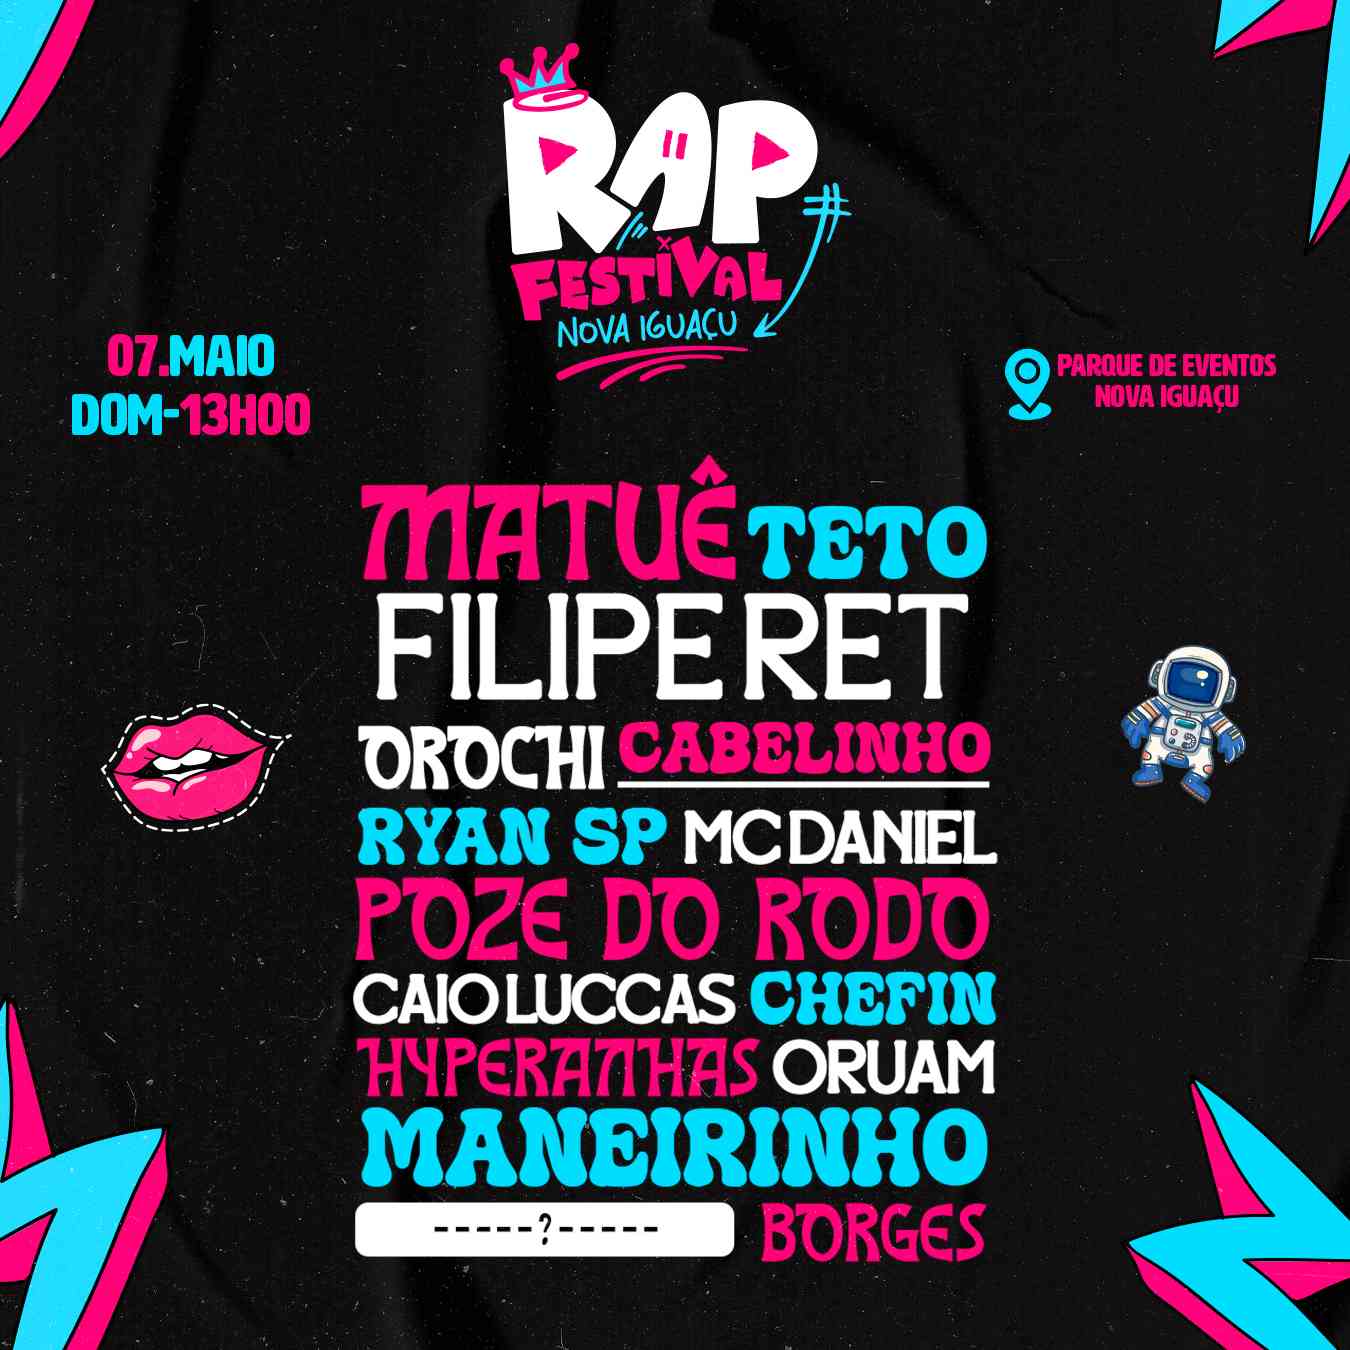 RAP
FESTIVAL
NOVA IGUAÇU
07.MAIO
DOM-13H00
PARQUE DE EVENTOS
NOVA IGUAÇU
MATUÊ TETO
FILIPE RET
OROCHI CABELINHO
RYAN SP MC DANIEL
POZE DO RODO
CAIO LUCCAS CHEFIN
HYPERANHAS ORUAM
MANEIRINHO
-----?----- BORGES